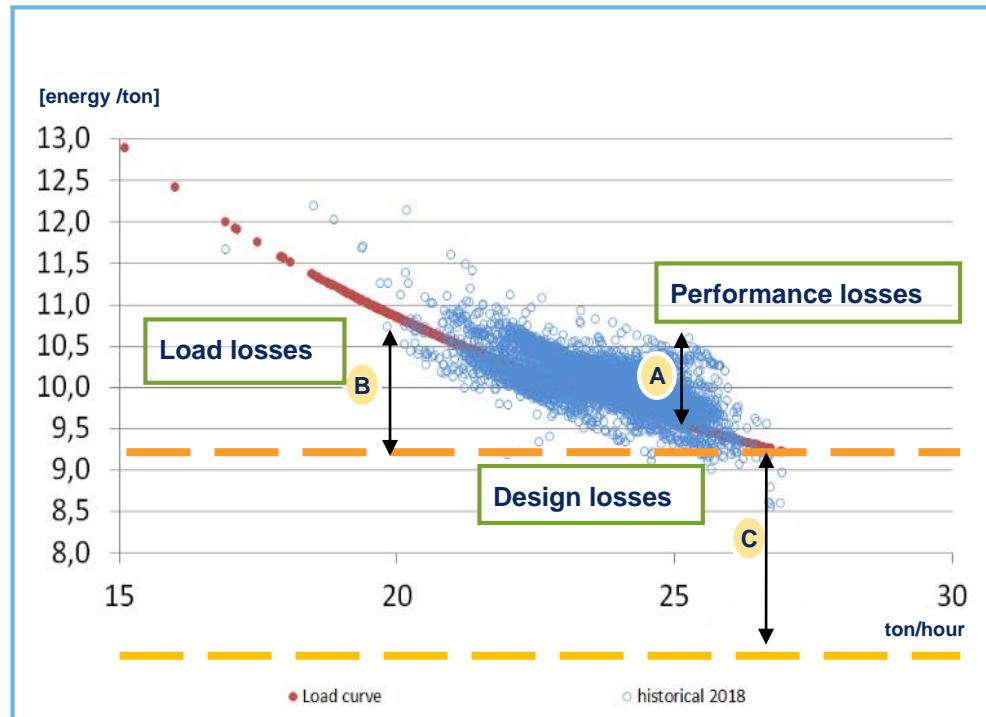 [energy /ton]
13,0
12,5
12,0
11,5
11,0
10,5
10,0
9,5
9,0
8,5
8,0
Performance losses
Load losses
A
B
Design losses
C
15 20 25 30
ton/hour
Load curve historical 2018